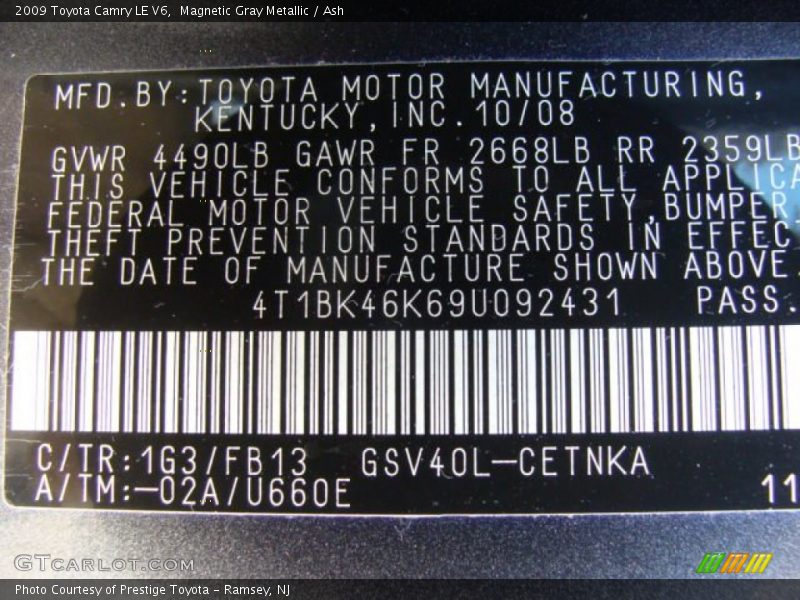 2009 Toyota Camry LE V6,  Magnetic Gray Metallic / Ash
MFD.BY:TOYOTA MOTOR MANUFACTURING,
KENTUCKY,INC.10/08
GVWR 4490LB GAWR FR 2668LB RR 2359LB
THIS VEHICLE CONFORMS TO ALL APPLICA
FEDERAL MOTOR VEHICLE SAFETY,BUMPER
THEFT PREVENTION STANDARDS IN EFFEC
THE DATE OF MANUFACTURE SHOWN ABOVE.
4T1BK46K69U092431 PASS.
C/TR:1G3/FB13 GSV40L-CETNKA
A/TM:-02A/U660E 11
GTCARLOT.COM
Photo Courtesy of Prestige Toyota - Ramsey, NJ